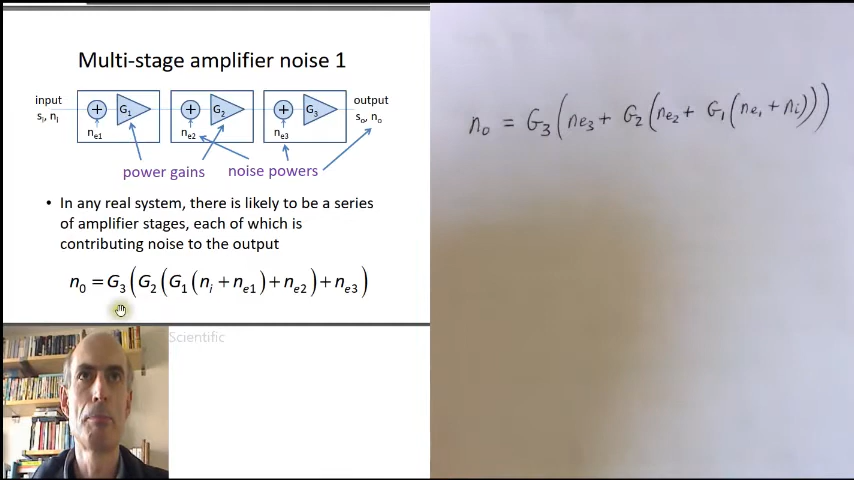 Multi-stage amplifier noise 1
input
sᵢ, nᵢ
G₁
nₑ₁
G₂
nₑ₂
G₃
nₑ₃
output
sₒ, nₒ
power gains
noise powers
• In any real system, there is likely to be a series
of amplifier stages, each of which is
contributing noise to the output
n₀ = G₃(G₂(G₁(nᵢ + nₑ₁) + nₑ₂) + nₑ₃)
Scientific
n₀ = G₃(nₑ₃ + G₂(nₑ₂ + G₁(nₑ₁ + nᵢ)))